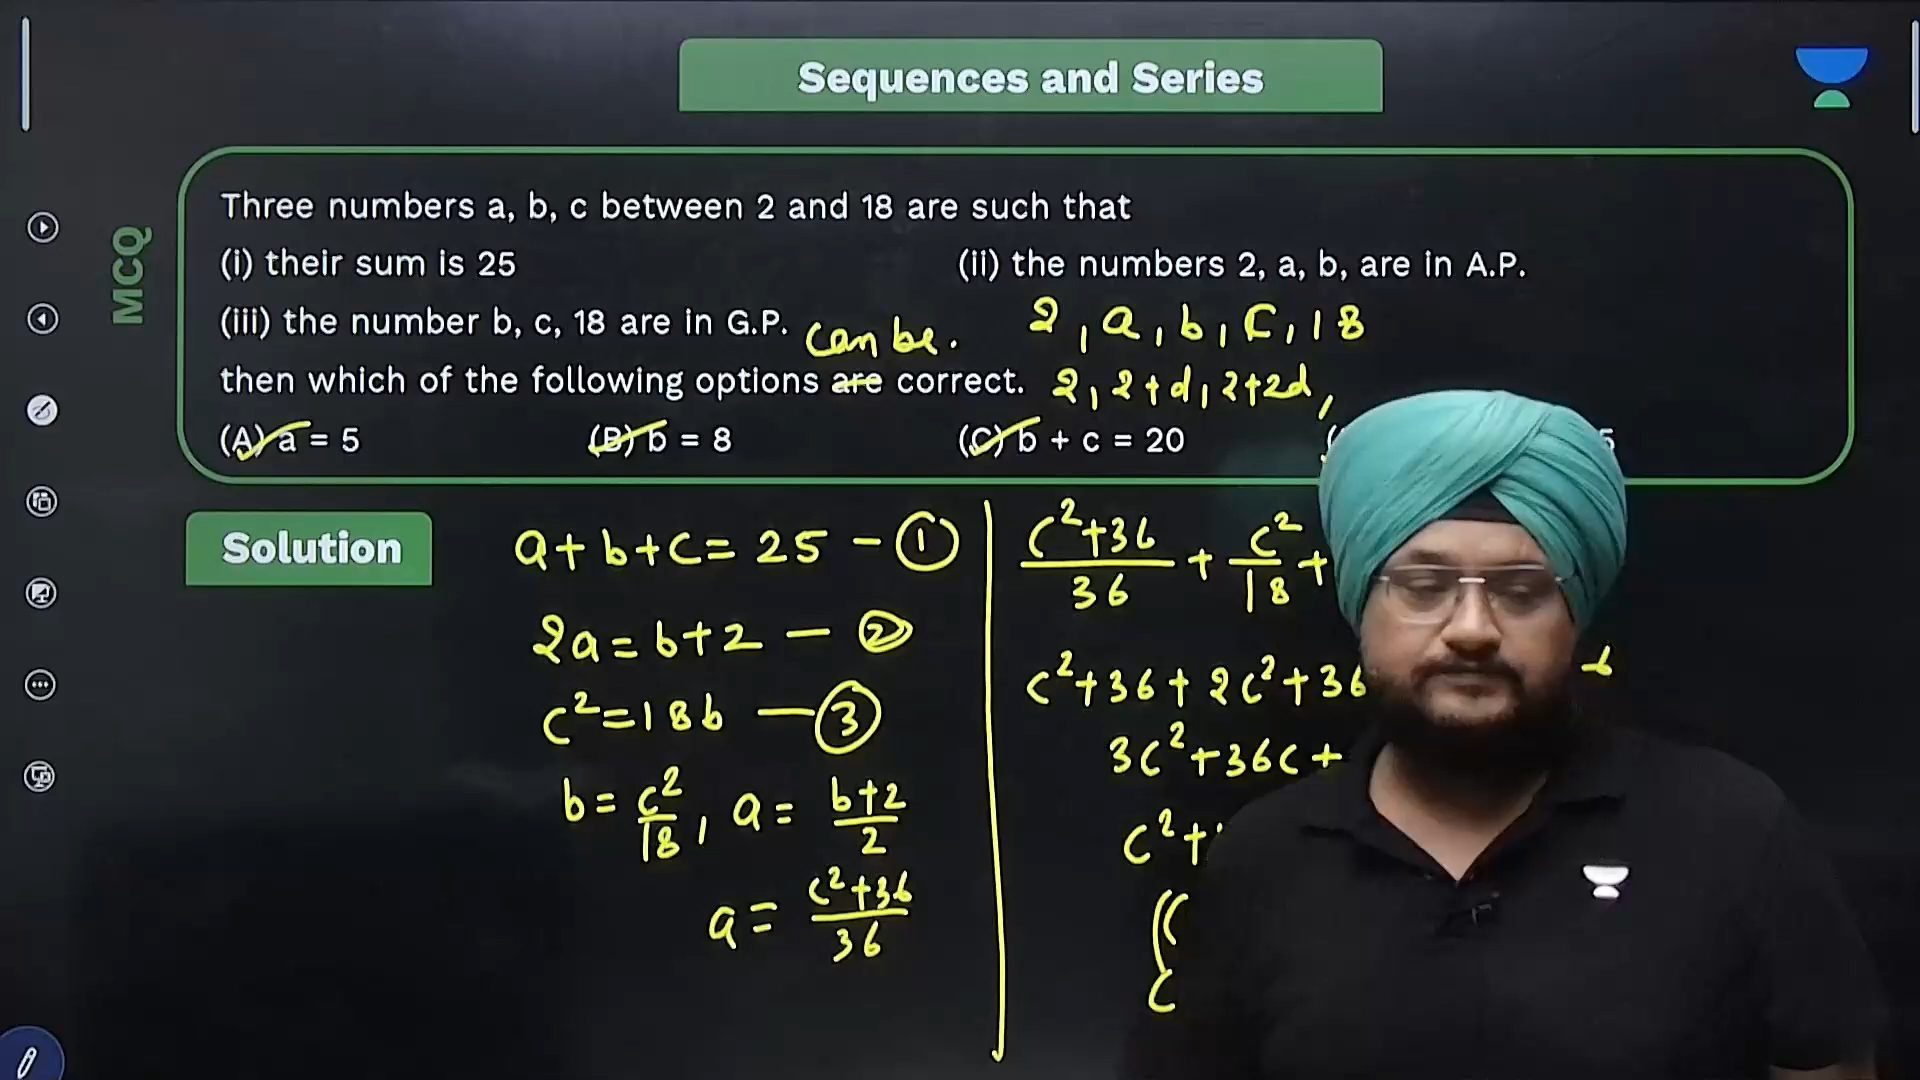 Sequences and Series
MCQ
Three numbers a, b, c between 2 and 18 are such that
(i) their sum is 25 (ii) the numbers 2, a, b, are in A.P.
(iii) the number b, c, 18 are in G.P. can be. 2, a, b, c, 18
then which of the following options are correct. 2, 2+d, 2+2d,
(A) a = 5 (B) b = 8 (C) b + c = 20 5
Solution
a + b + c = 25 — ①
2a = b + 2 — ②
c² = 18b — ③
b = c²/18, a = (b+2)/2
a = (c²+36)/36
(c²+36)/36 + c²/18 +
c² + 36 + 2c² + 36
3c² + 36c +
c² +
((
c